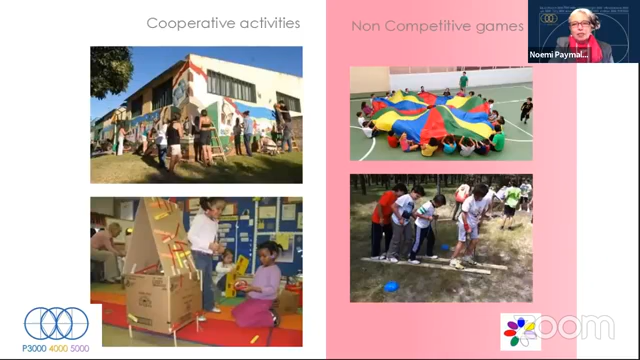 Cooperative activities
Non Competitive games
Noemi Paymal...
P3000 4000 5000
zoom